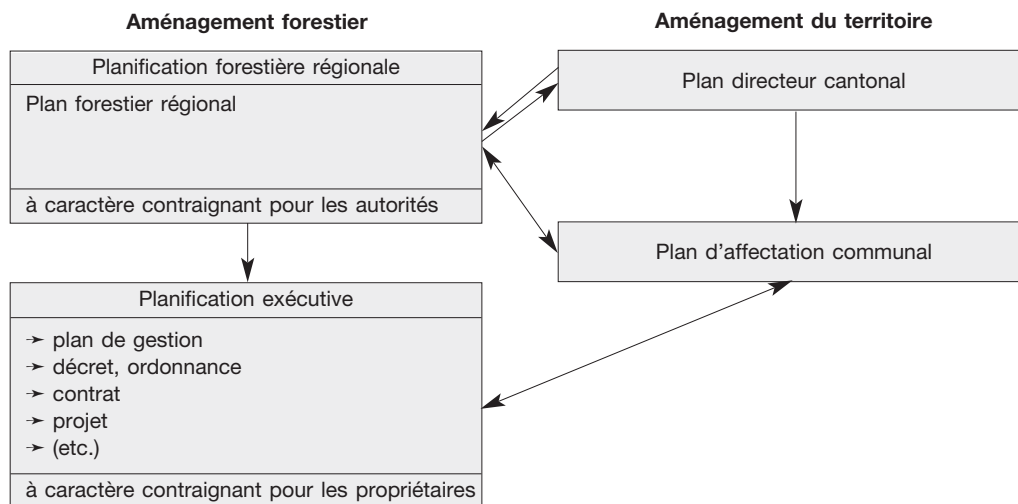 Aménagement forestier
Aménagement du territoire
Planification forestière régionale
Plan forestier régional
à caractère contraignant pour les autorités
Plan directeur cantonal
Plan d'affectation communal
Planification exécutive
→ plan de gestion
→ décret, ordonnance
→ contrat
→ projet
→ (etc.)
à caractère contraignant pour les propriétaires